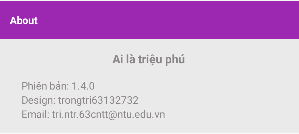 About
Ai là triệu phú
Phiên bản: 1.4.0
Design: trongtri63132732
Email: tri.ntr.63cntt@ntu.edu.vn